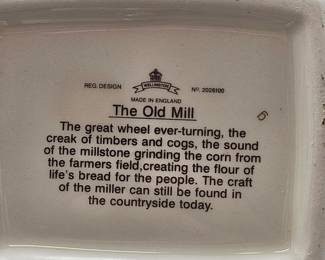 WELLINGTON
REG. DESIGN Nº. 2026100
MADE IN ENGLAND
The Old Mill
The great wheel ever-turning, the
creak of timbers and cogs, the sound
of the millstone grinding the corn from
the farmers field,creating the flour of
life's bread for the people. The craft
of the miller can still be found in
the countryside today.